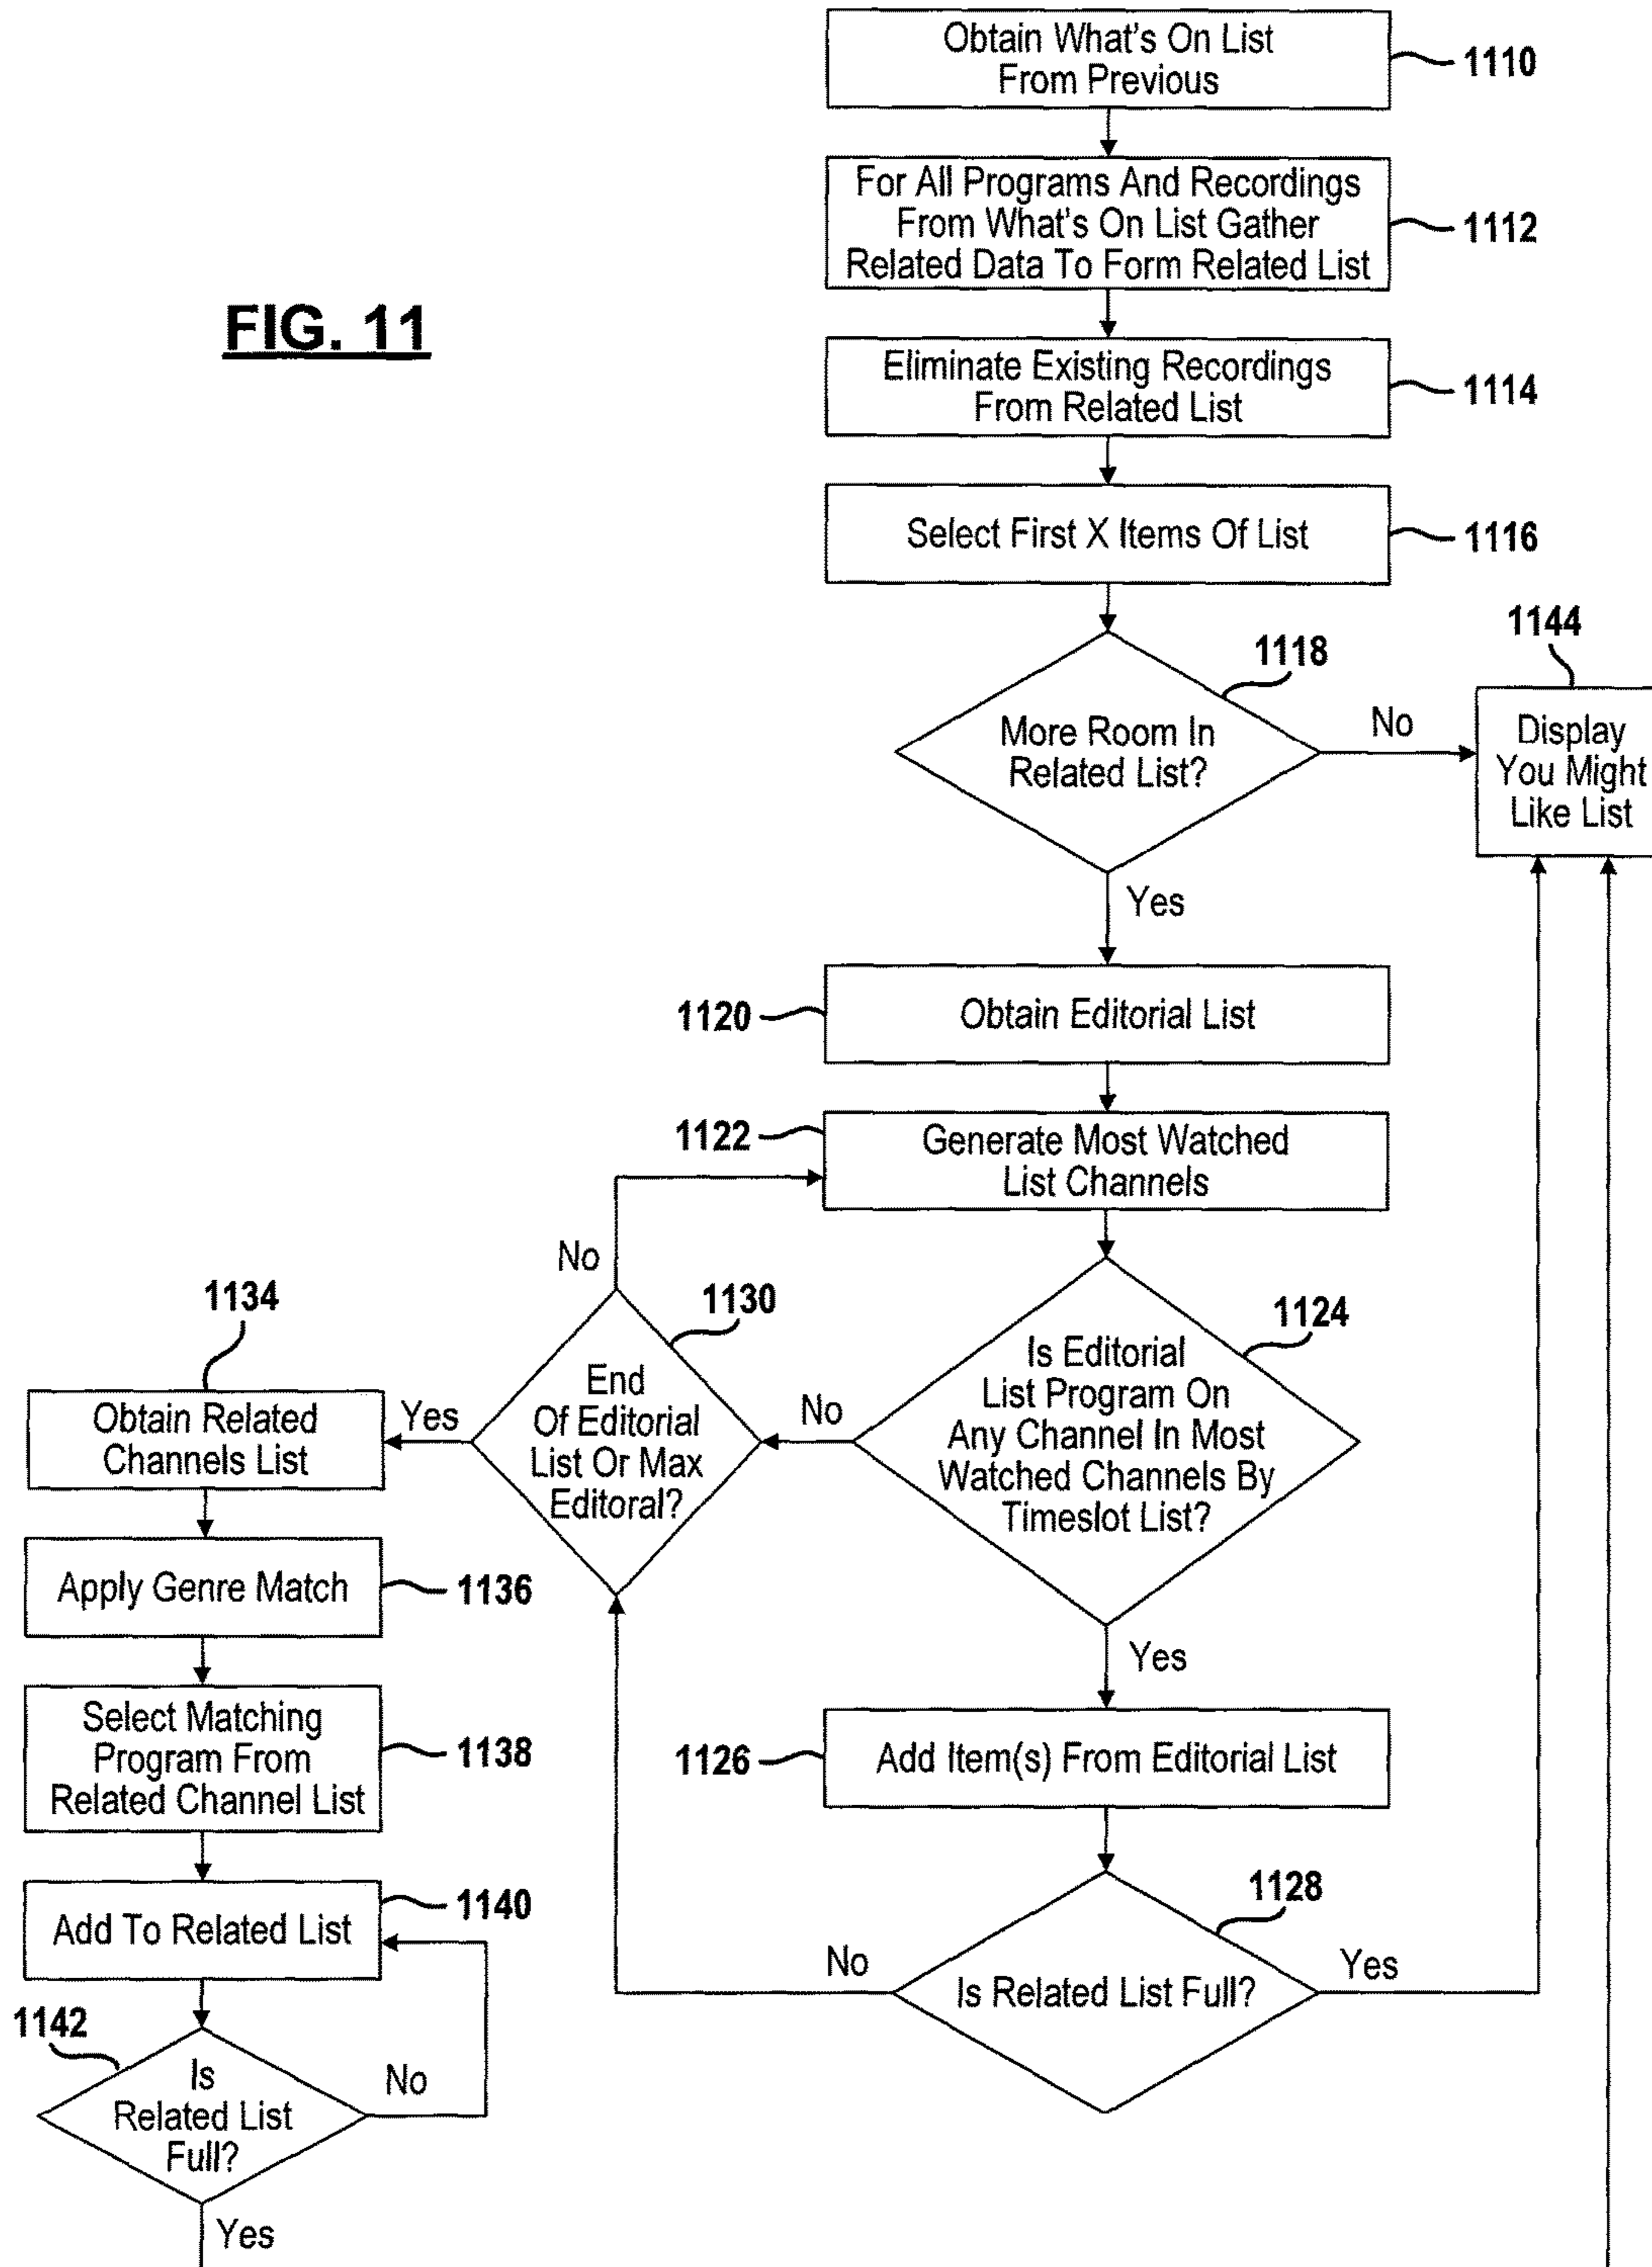 Obtain What's On List
From Previous
1110
For All Programs And Recordings
From What's On List Gather
Related Data To Form Related List
1112
FIG. 11
Eliminate Existing Recordings
From Related List
1114
Select First X Items Of List
1116
1118
More Room In
Related List?
No
Yes
1144
Display
You Might
Like List
1120
Obtain Editorial List
1122
Generate Most Watched
List Channels
1124
Is Editorial
List Program On
Any Channel In Most
Watched Channels By
Timeslot List?
No
Yes
1130
End
Of Editorial
List Or Max
Editoral?
No
Yes
1134
Obtain Related
Channels List
Apply Genre Match
1136
Select Matching
Program From
Related Channel List
1138
Add To Related List
1140
1142
Is
Related List
Full?
No
Yes
1126
Add Item(s) From Editorial List
1128
Is Related List Full?
No
Yes